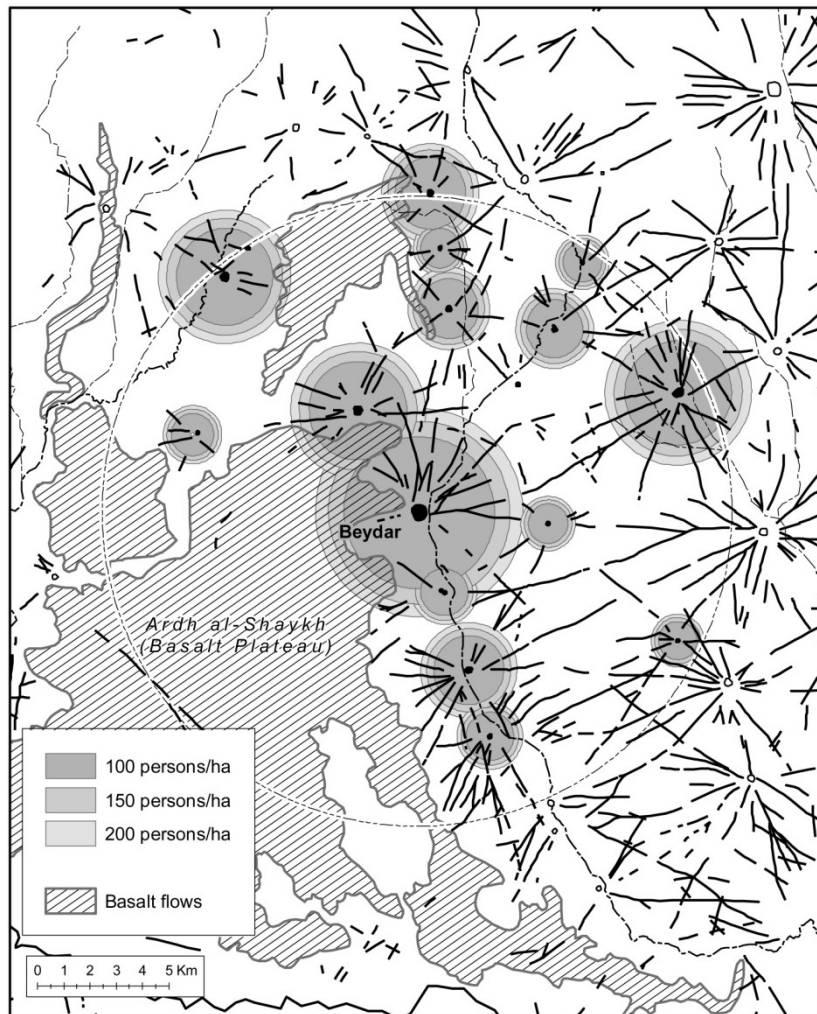 Beydar
Ardh al-Shaykh
(Basalt Plateau)
100 persons/ha
150 persons/ha
200 persons/ha
Basalt flows
0 1 2 3 4 5 Km